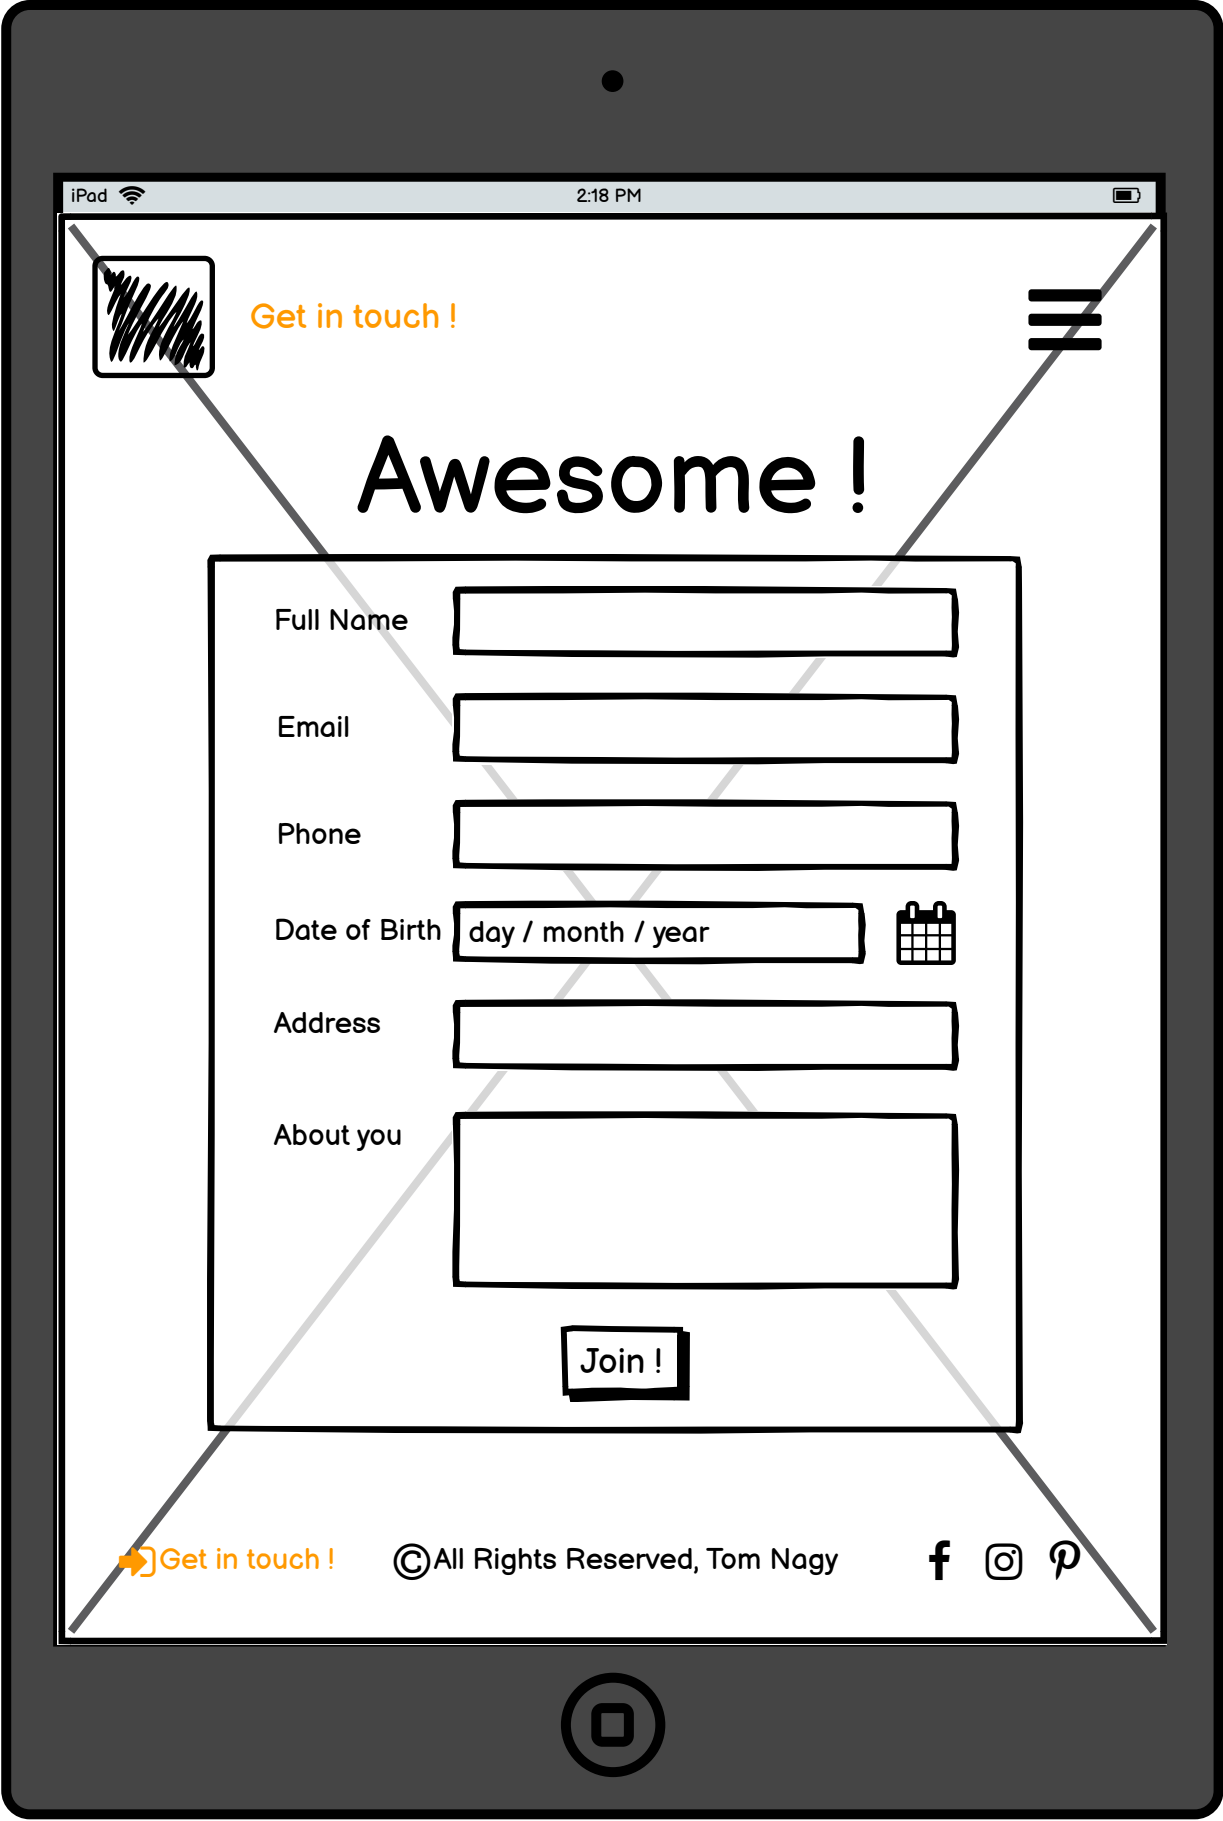 iPad
2:18 PM
Get in touch !
Awesome !
Full Name
Email
Phone
Date of Birth
day / month / year
Address
About you
Join !
Get in touch !
©All Rights Reserved, Tom Nagy